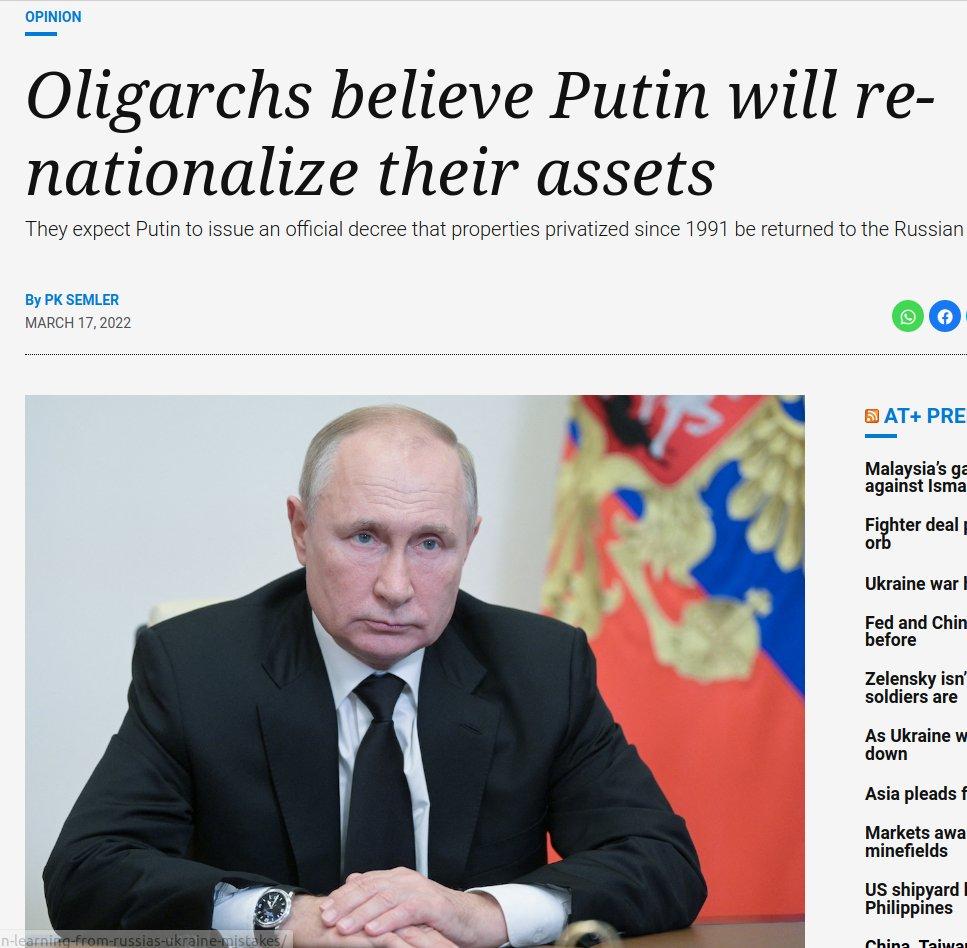 OPINION
Oligarchs believe Putin will re-
nationalize their assets
They expect Putin to issue an official decree that properties privatized since 1991 be returned to the Russian
By PK SEMLER
MARCH 17, 2022
AT+ PRE
Malaysia's ga
against Isma
Fighter deal p
orb
Ukraine war
Fed and Chin
before
Zelensky isn'
soldiers are
As Ukraine w
down
Asia pleads f
Markets awa
minefields
US shipyard
Philippines
China, Taiwa
n-learning-from-russias-ukraine-mistakes/